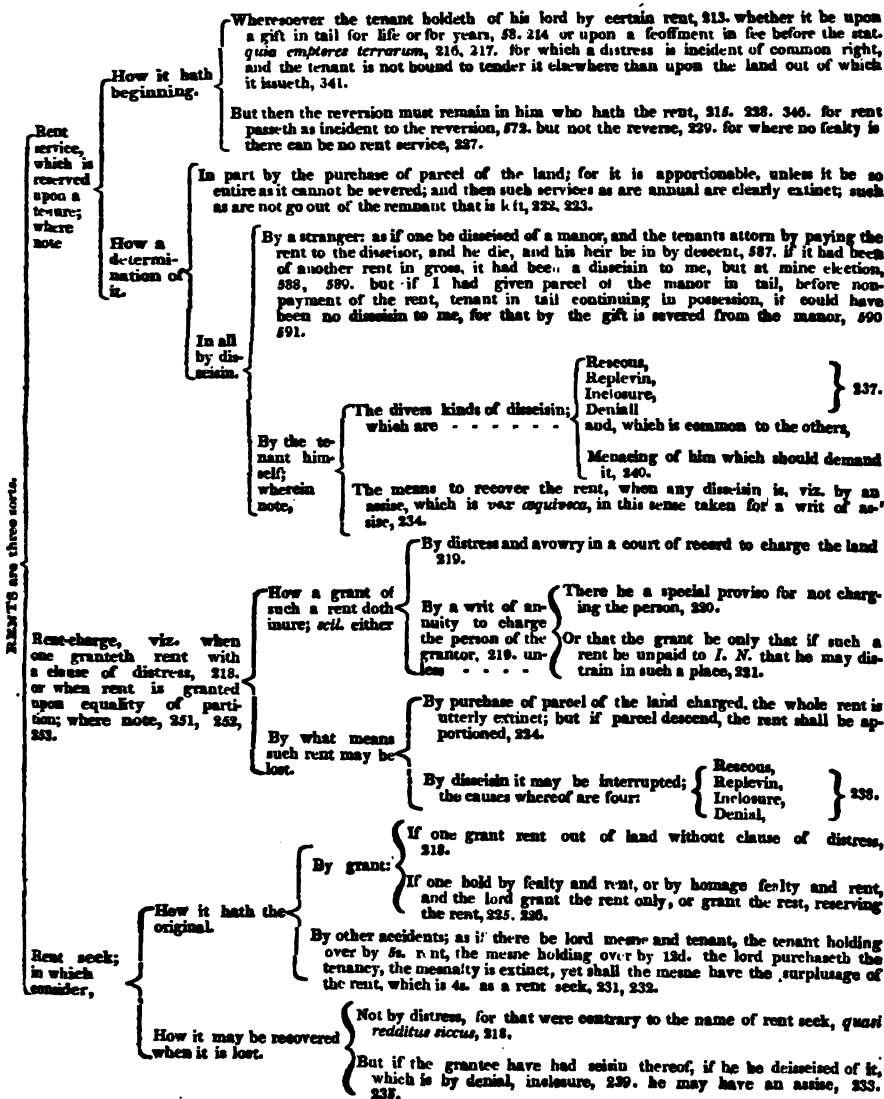 RENTS are three sorts.
Rent
service,
which is
reserved
upon a
tenure;
where
note
How it hath
beginning.
Wheresoever the tenant holdeth of his lord by certain rent, 213. whether it be upon
a gift in tail for life or for years, 58. 214 or upon a feoffment in fee before the stat.
quia emptores terrarum, 216, 217. for which a distress is incident of common right,
and the tenant is not bound to tender it elsewhere than upon the land out of which
it issueth, 341.
But then the reversion must remain in him who hath the rent, 215. 228. 346. for rent
passeth as incident to the reversion, 572. but not the reverse, 229. for where no fealty is
there can be no rent service, 227.
How a
determi-
nation of
it.
In part by the purchase of parcel of the land; for it is apportionable, unless it be so
entire as it cannot be severed; and then such services as are annual are clearly extinct; such
as are not go out of the remnant that is left, 222, 223.
In all
by dis-
seisin.
By a stranger: as if one be disseised of a manor, and the tenants attorn by paying the
rent to the disseisor, and he die, and his heir be in by descent, 587. if it had been
of another rent in gross, it had been a disseisin to me, but at mine election,
588, 589. but if I had given parcel of the manor in tail, before non-
payment of the rent, tenant in tail continuing in possession, it could have
been no disseisin to me, for that by the gift is severed from the manor, 590
591.
By the te-
nant him-
self;
wherein
note,
The divers kinds of disseisin;
which are - - - - - -
Rescous,
Replevin,
Inclosure,
Deniall
237.
and, which is common to the others,
Menacing of him which should demand
it, 240.
The means to recover the rent, when any disseisin is, viz. by an
assise, which is vox æquivoca, in this sense taken for a writ of as-
sise, 234.
Rent-charge, viz. when
one granteth rent with
a clause of distress, 218.
or when rent is granted
upon equality of parti-
tion; where note, 251, 252,
253.
How a grant of
such a rent doth
inure; scil. either
By distress and avowry in a court of record to charge the land
219.
By a writ of an-
nuity to charge
the person of the
grantor, 219. un-
less - - - -
There be a special proviso for not charg-
ing the person, 220.
Or that the grant be only that if such a
rent be unpaid to I. N. that he may dis-
train in such a place, 221.
By what means
such rent may be
lost.
By purchase of parcel of the land charged, the whole rent is
utterly extinct; but if parcel descend, the rent shall be ap-
portioned, 224.
By disseisin it may be interrupted;
the causes whereof are four:
Rescous,
Replevin,
Inclosure,
Denial,
238.
Rent seek;
in which
consider,
How it hath the
original.
By grant:
If one grant rent out of land without clause of distress,
218.
If one hold by fealty and rent, or by homage fealty and rent,
and the lord grant the rent only, or grant the rest, reserving
the rent, 225. 226.
By other accidents; as if there be lord mesne and tenant, the tenant holding
over by 5s. rent, the mesne holding over by 12d. the lord purchaseth the
tenancy, the mesnalty is extinct, yet shall the mesne have the surplusage of
the rent, which is 4s. as a rent seek, 231, 232.
How it may be recovered
when it is lost.
Not by distress, for that were contrary to the name of rent seek, quasi
redditus siccus, 218.
But if the grantee have had seisin thereof, if he be deisseised of it,
which is by denial, inclosure, 239. he may have an assise, 233.
235.